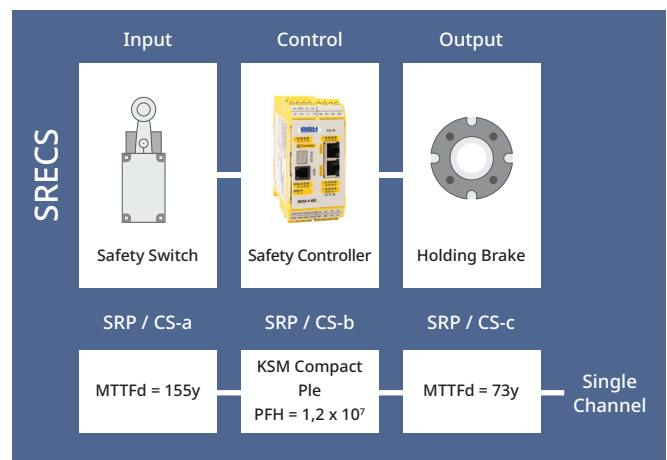 Input
Control
Output
SRECS
Safety Switch
Safety Controller
Holding Brake
SRP / CS-a
SRP / CS-b
SRP / CS-c
MTTFd = 155y
KSM Compact
Ple
PFH = 1,2 x 10⁷
MTTFd = 73y
Single
Channel